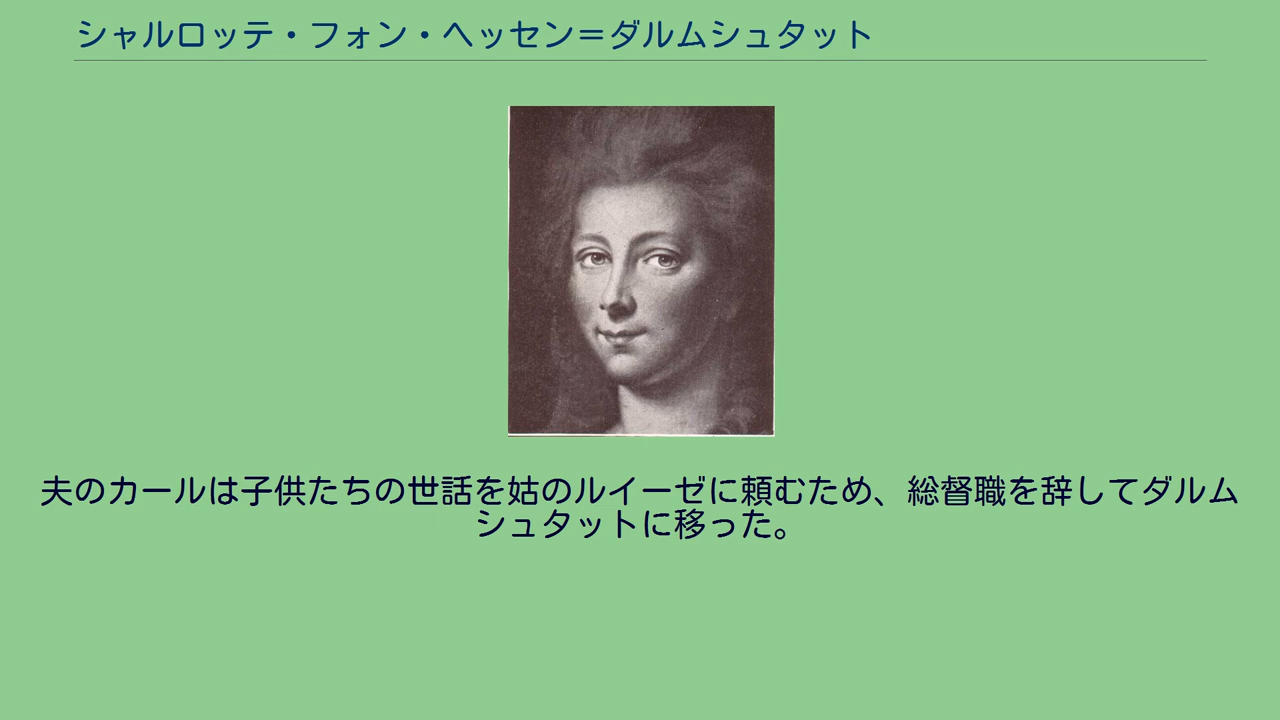 シャルロッテ・フォン・ヘッセン＝ダルムシュタット
夫のカールは子供たちの世話を姑のルイーゼに頼むため、総督職を辞してダルム
シュタットに移った。